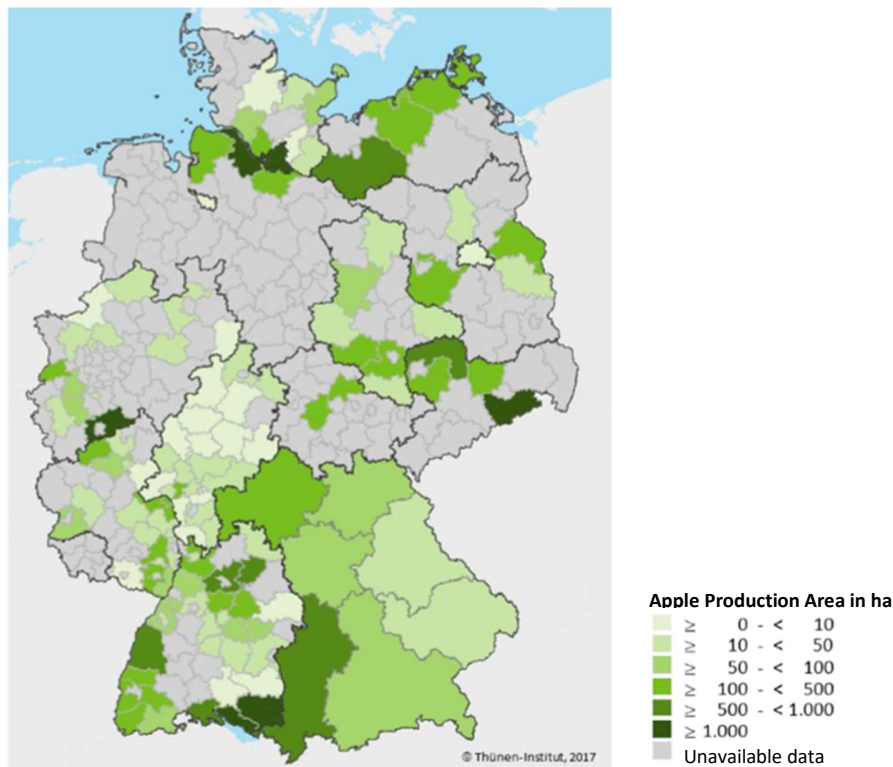 Apple Production Area in ha
≥ 0 - < 10
≥ 10 - < 50
≥ 50 - < 100
≥ 100 - < 500
≥ 500 - < 1.000
≥ 1.000
Unavailable data
© Thünen-Institut, 2017